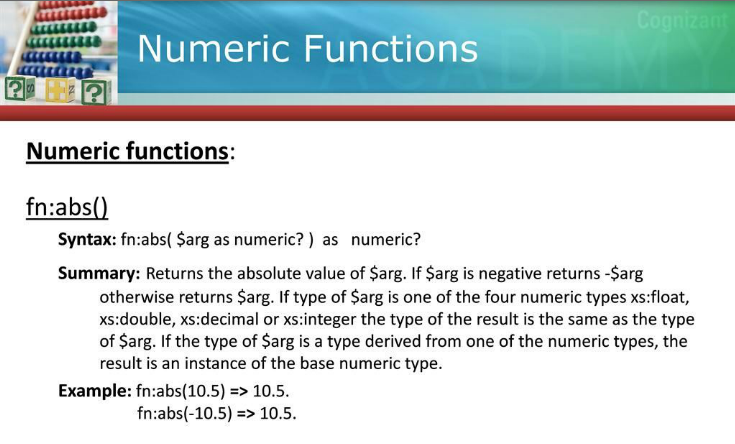 Cognizant
Numeric Functions
ACADEMY
Numeric functions:
fn:abs()
Syntax: fn:abs( $arg as numeric? ) as numeric?
Summary: Returns the absolute value of $arg. If $arg is negative returns -$arg
otherwise returns $arg. If type of $arg is one of the four numeric types xs:float,
xs:double, xs:decimal or xs:integer the type of the result is the same as the type
of $arg. If the type of $arg is a type derived from one of the numeric types, the
result is an instance of the base numeric type.
Example: fn:abs(10.5) => 10.5.
fn:abs(-10.5) => 10.5.